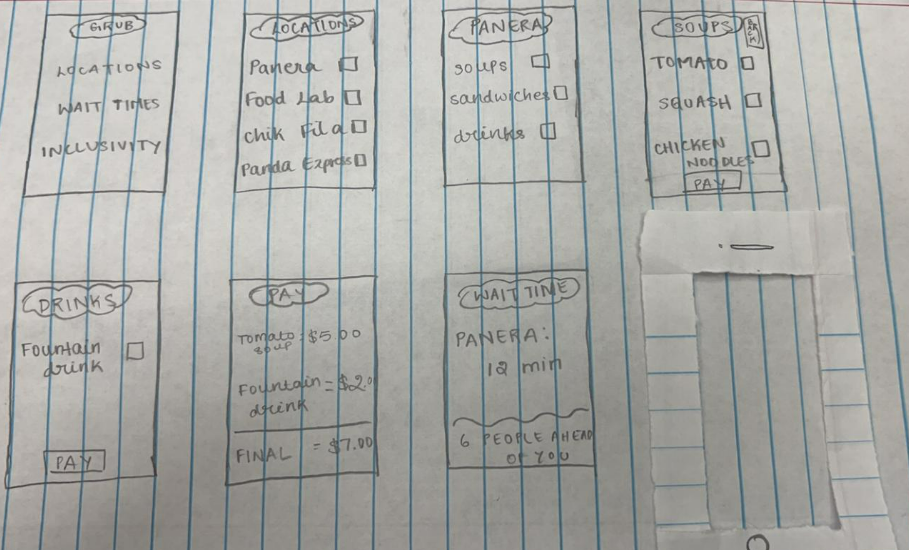 GRUB
LOCATIONS
WAIT TIMES
INCLUSIVITY
LOCATIONS
Panera
Food Lab
Chik Fil a
Panda Express
PANERA
soups
sandwiches
drinks
SOUPS
TOMATO
SQUASH
CHICKEN
NOODLES
PAY
DRINKS
Fountain
drink
PAY
PAY
Tomato = $5.00
soup
Fountain = $2.0
drink
FINAL = $7.00
WAIT TIME
PANERA:
12 min
6 PEOPLE AHEAD
OF YOU